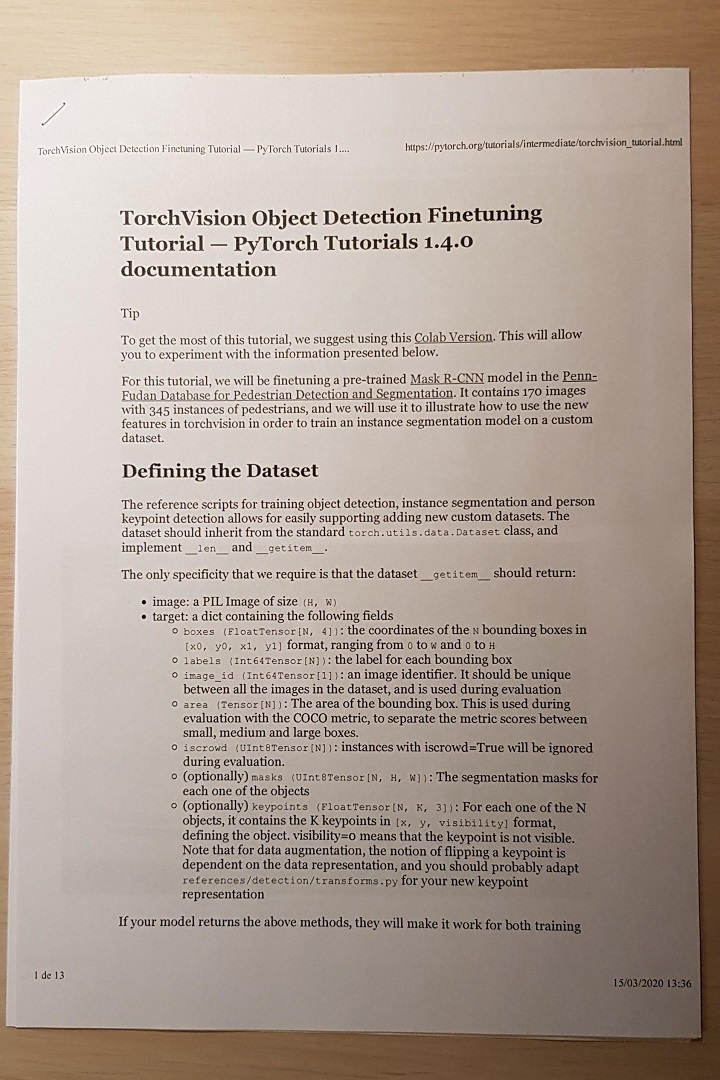 TorchVision Object Detection Finetuning Tutorial — PyTorch Tutorials 1....
https://pytorch.org/tutorials/intermediate/torchvision_tutorial.html
TorchVision Object Detection Finetuning
Tutorial — PyTorch Tutorials 1.4.0
documentation
Tip
To get the most of this tutorial, we suggest using this Colab Version. This will allow
you to experiment with the information presented below.
For this tutorial, we will be finetuning a pre-trained Mask R-CNN model in the Penn-
Fudan Database for Pedestrian Detection and Segmentation. It contains 170 images
with 345 instances of pedestrians, and we will use it to illustrate how to use the new
features in torchvision in order to train an instance segmentation model on a custom
dataset.
Defining the Dataset
The reference scripts for training object detection, instance segmentation and person
keypoint detection allows for easily supporting adding new custom datasets. The
dataset should inherit from the standard torch.utils.data.Dataset class, and
implement __len__ and __getitem__.
The only specificity that we require is that the dataset __getitem__ should return:
• image: a PIL Image of size (H, W)
• target: a dict containing the following fields
○ boxes (FloatTensor[N, 4]): the coordinates of the N bounding boxes in
[x0, y0, x1, y1] format, ranging from 0 to W and 0 to H
○ labels (Int64Tensor[N]): the label for each bounding box
○ image_id (Int64Tensor[1]): an image identifier. It should be unique
between all the images in the dataset, and is used during evaluation
○ area (Tensor[N]): The area of the bounding box. This is used during
evaluation with the COCO metric, to separate the metric scores between
small, medium and large boxes.
○ iscrowd (UInt8Tensor[N]): instances with iscrowd=True will be ignored
during evaluation.
○ (optionally) masks (UInt8Tensor[N, H, W]): The segmentation masks for
each one of the objects
○ (optionally) keypoints (FloatTensor[N, K, 3]): For each one of the N
objects, it contains the K keypoints in [x, y, visibility] format,
defining the object. visibility=0 means that the keypoint is not visible.
Note that for data augmentation, the notion of flipping a keypoint is
dependent on the data representation, and you should probably adapt
references/detection/transforms.py for your new keypoint
representation
If your model returns the above methods, they will make it work for both training
1 de 13
15/03/2020 13:36